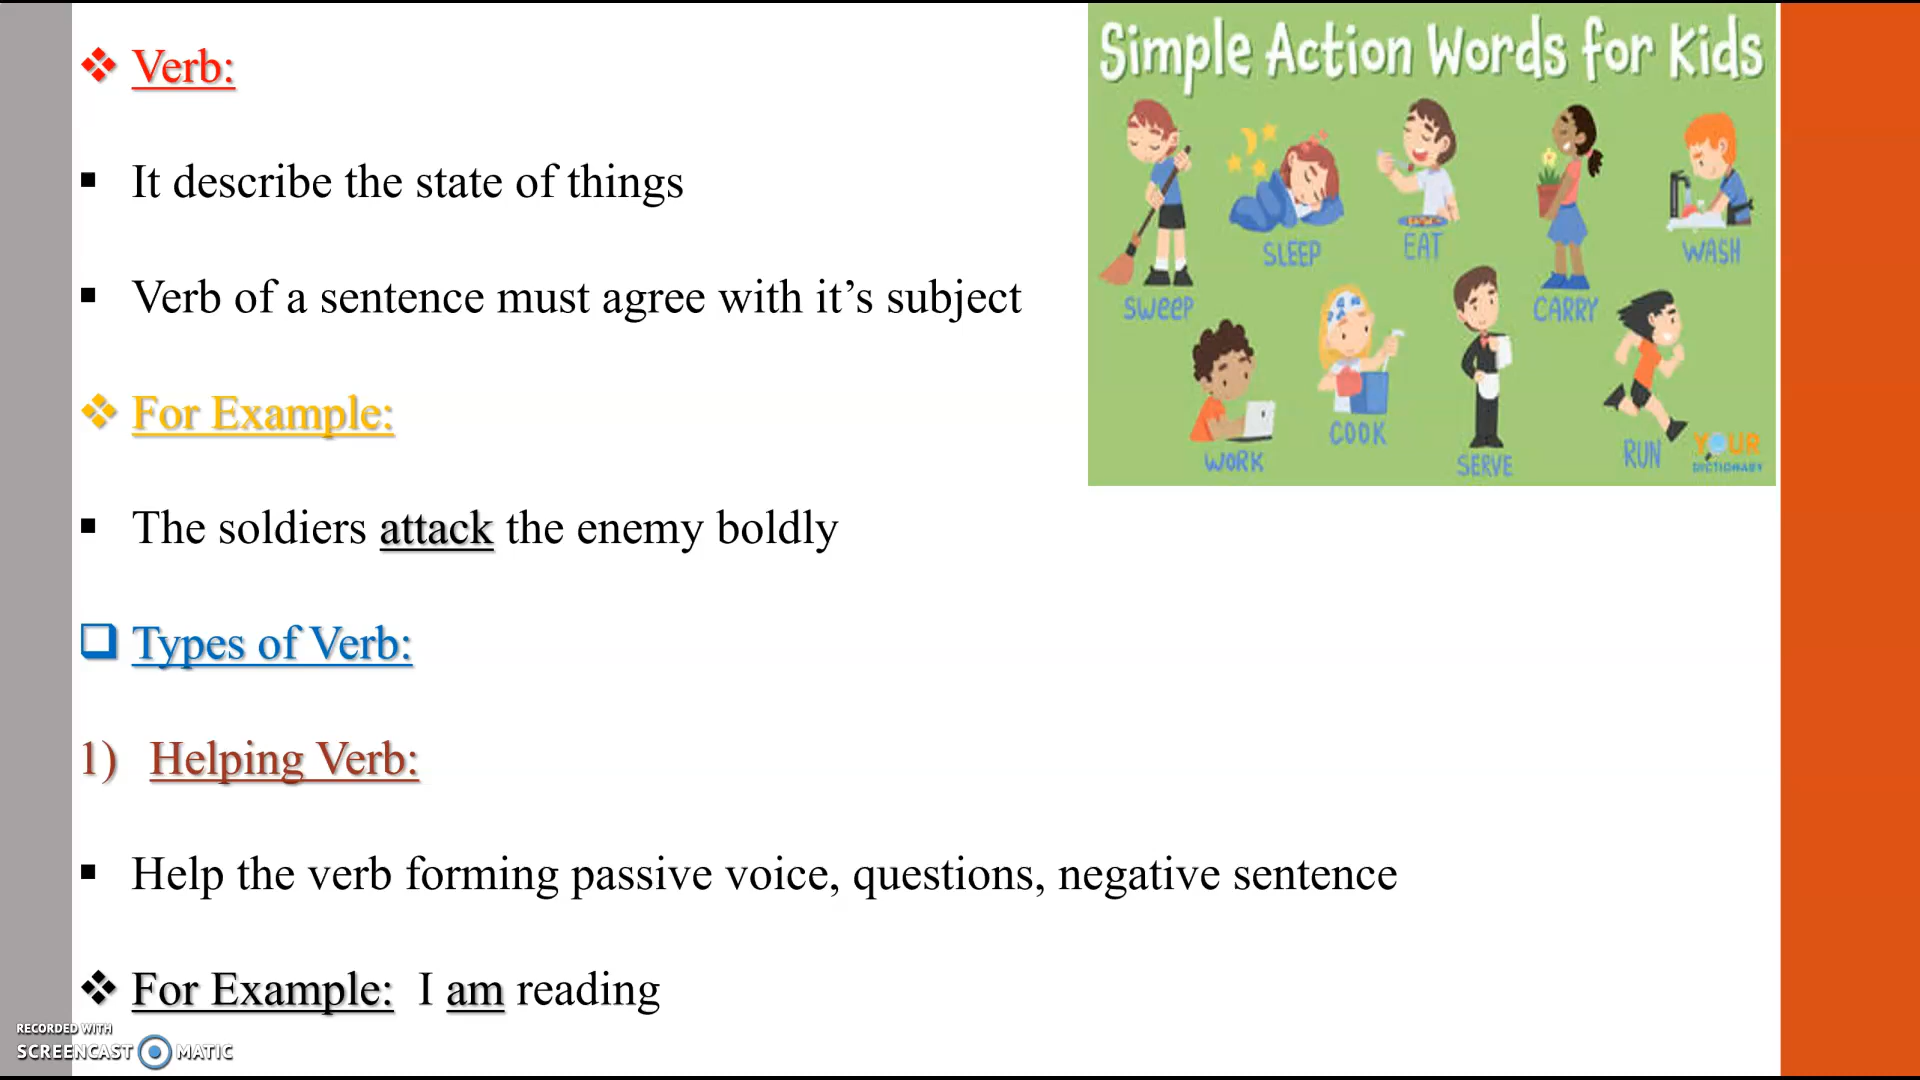 Verb:
It describe the state of things
Verb of a sentence must agree with it’s subject
For Example:
The soldiers attack the enemy boldly
Types of Verb:
1) Helping Verb:
Help the verb forming passive voice, questions, negative sentence
For Example: I am reading
Simple Action Words for Kids
SWEEP
SLEEP
EAT
CARRY
WASH
WORK
COOK
SERVE
RUN
YOUR
DICTIONARY
RECORDED WITH
SCREENCAST MATIC